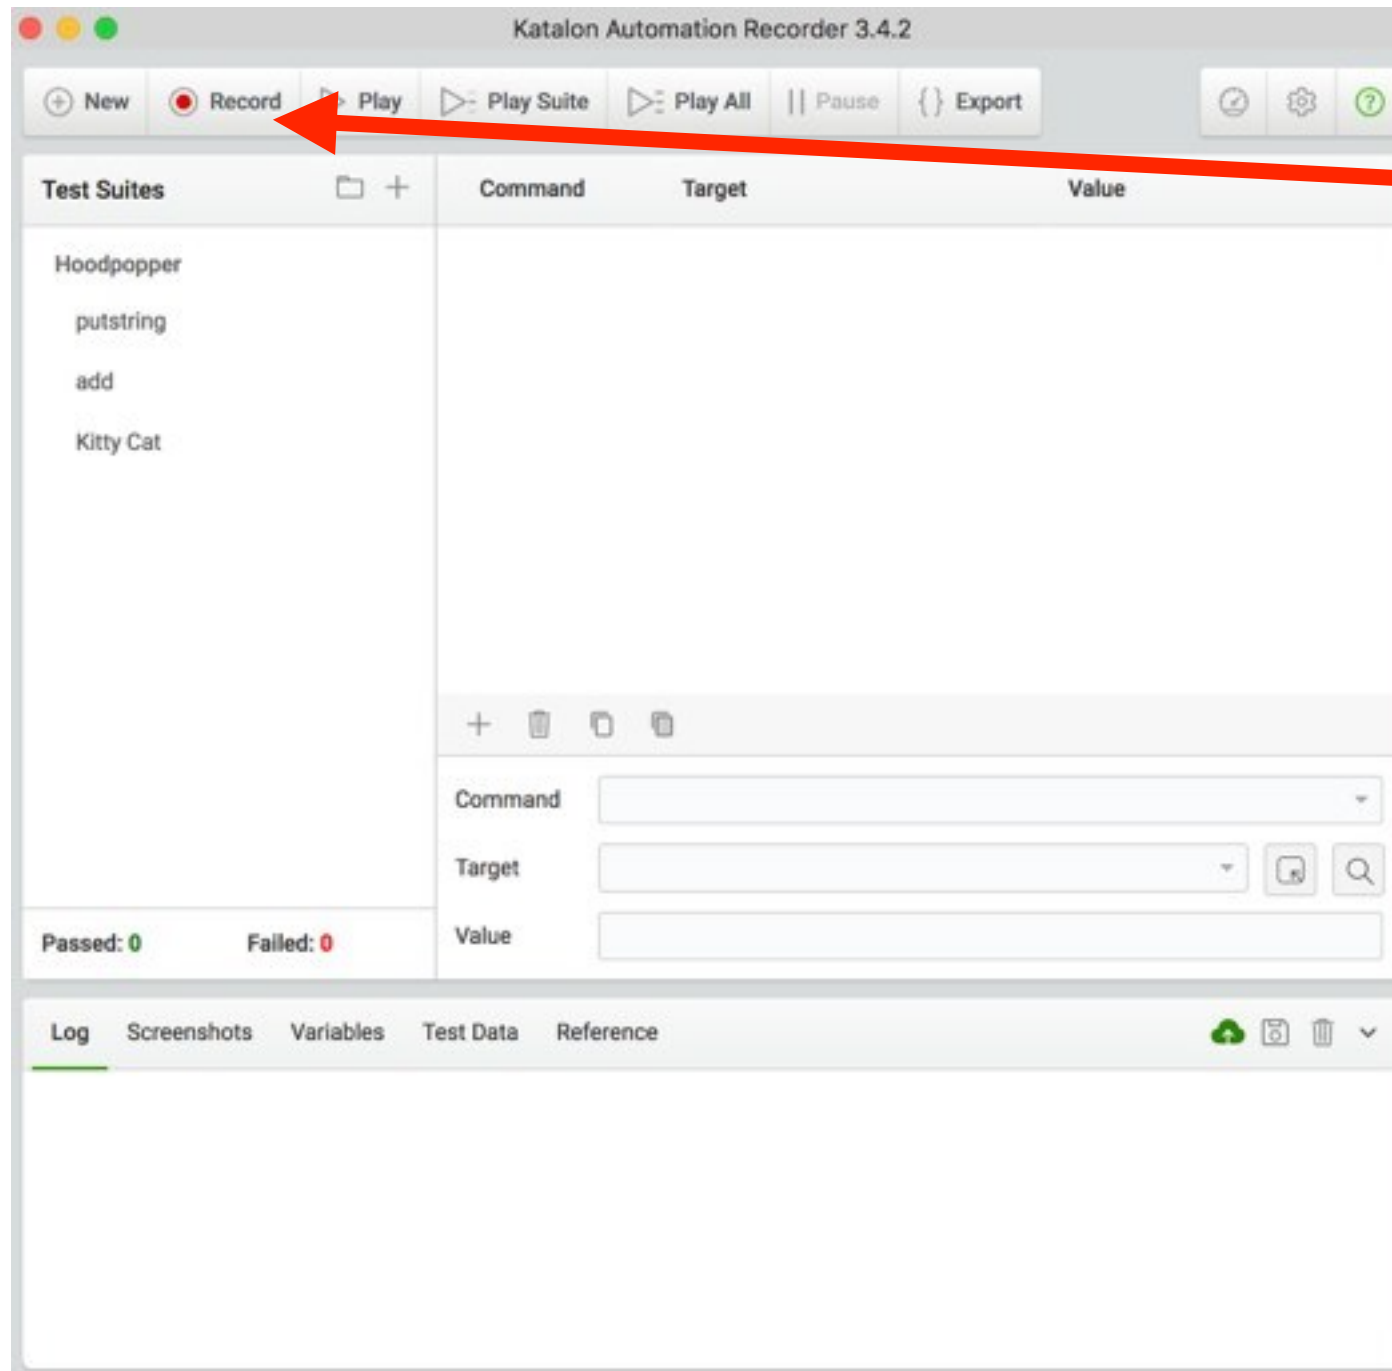 Katalon Automation Recorder 3.4.2
New Record Play Play Suite Play All Pause { } Export
Test Suites
Command Target Value
Hoodpopper
putstring
add
Kitty Cat
Command
Target
Value
Passed: 0 Failed: 0
Log Screenshots Variables Test Data Reference